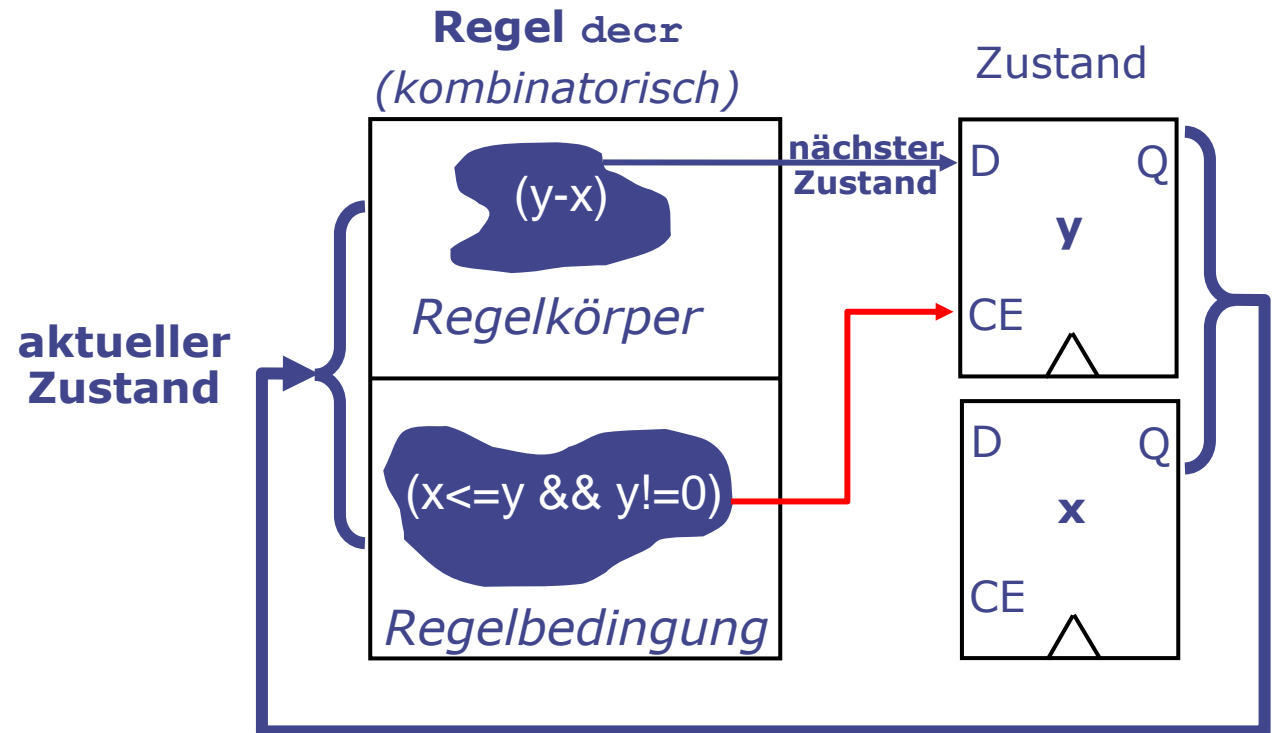 Regel decr
(kombinatorisch)
Zustand
(y-x)
nächster
Zustand
D
Q
y
CE
Regelkörper
aktueller
Zustand
(x<=y && y!=0)
Regelbedingung
D
Q
x
CE